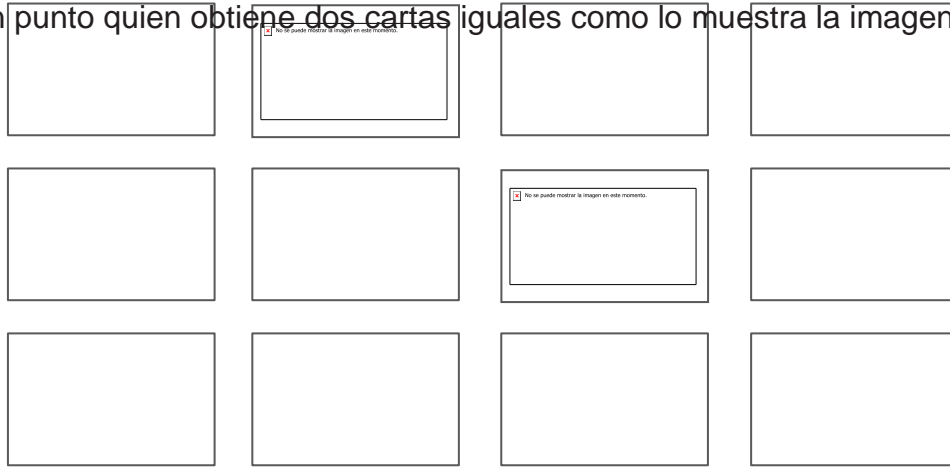 punto quien obtiene dos cartas iguales como lo muestra la imagen
No se puede mostrar la imagen en este momento.
No se puede mostrar la imagen en este momento.